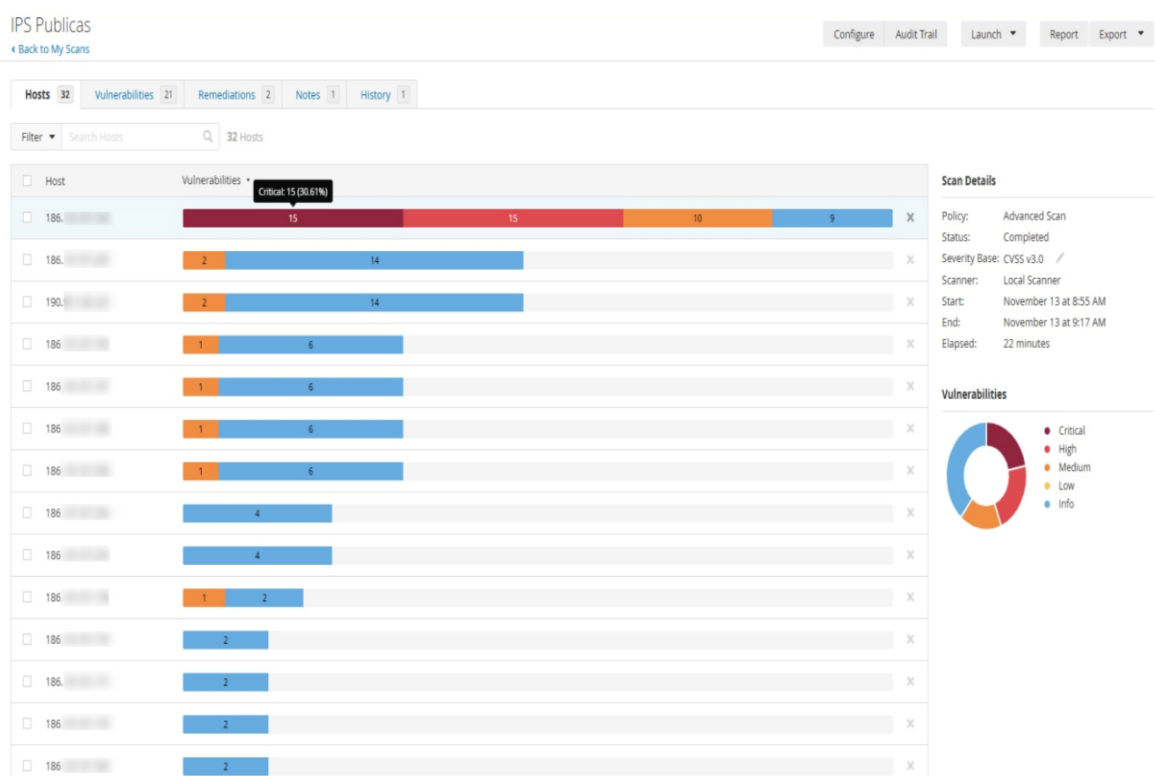 IPS Publicas
Back to My Scans
Configure Audit Trail Launch Report Export
Hosts 32 Vulnerabilities 21 Remediations 2 Notes 1 History 1
Filter Search Hosts 32 Hosts
Host Vulnerabilities
Critical: 15 (30.61%)
186. 15 15 10 9 x
186. 2 14 x
190. 2 14 x
186 1 6 x
186 1 6 x
186 1 6 x
186 1 6 x
186 4 x
186 4 x
186 1 2 x
186 2 x
186. 2 x
186 2 x
186 2 x
Scan Details
Policy: Advanced Scan
Status: Completed
Severity Base: CVSS v3.0
Scanner: Local Scanner
Start: November 13 at 8:55 AM
End: November 13 at 9:17 AM
Elapsed: 22 minutes
Vulnerabilities
Critical
High
Medium
Low
Info